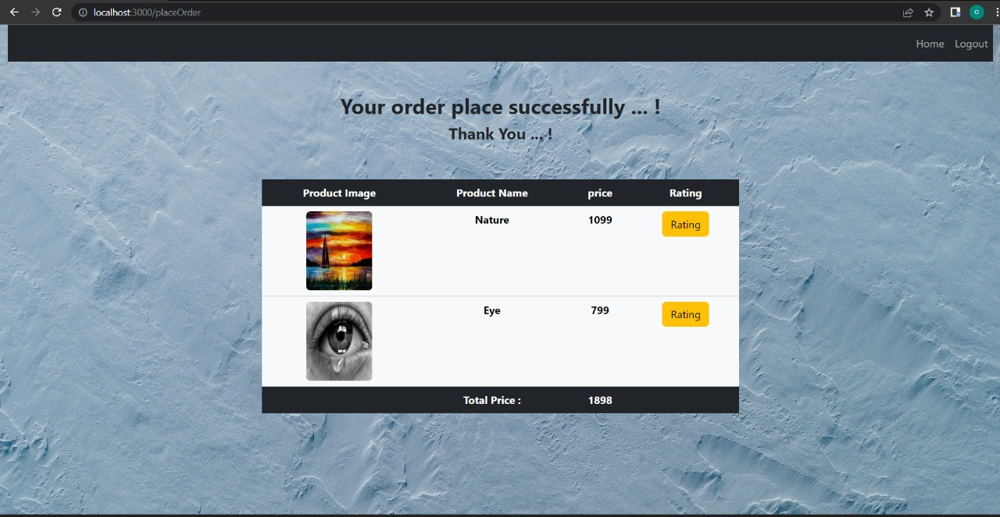 localhost:3000/placeOrder
o
Home Logout
Your order place successfully ... !
Thank You ... !
Product Image Product Name price Rating
Nature 1099 Rating
Eye 799 Rating
Total Price : 1898